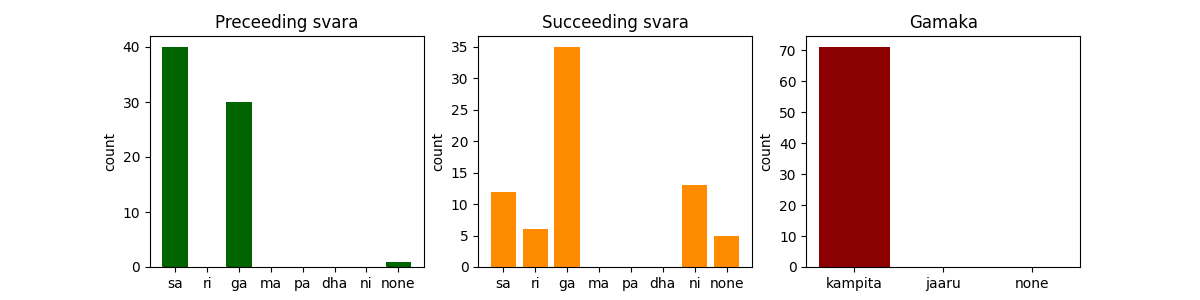 Preceeding svara
count
40
30
20
10
0
sa ri ga ma pa dha ni none
Succeeding svara
count
35
30
25
20
15
10
5
0
sa ri ga ma pa dha ni none
Gamaka
count
70
60
50
40
30
20
10
0
kampita jaaru none